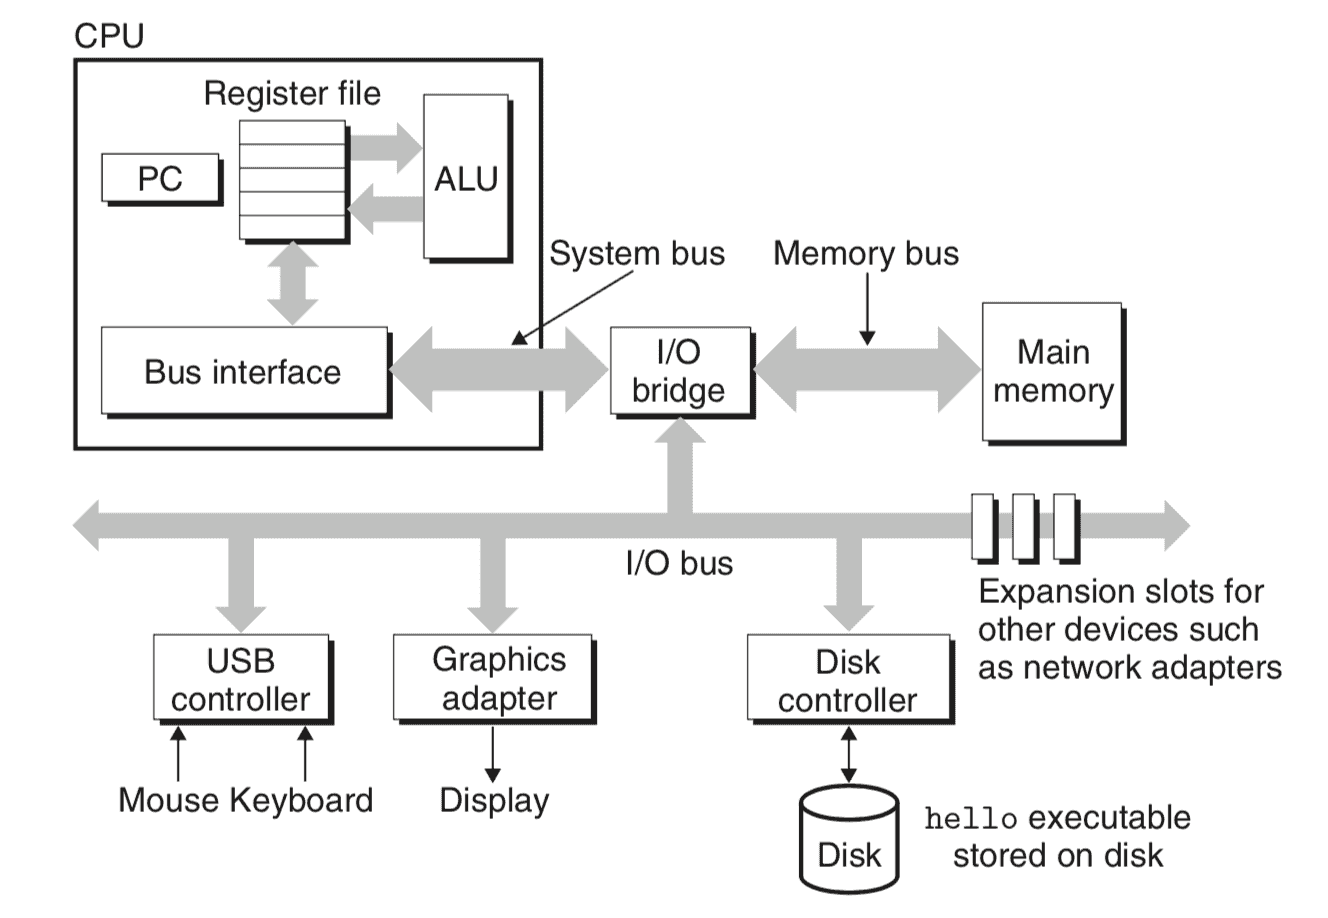 CPU
Register file
PC
ALU
System bus
Memory bus
Bus interface
I/O
bridge
Main
memory
I/O bus
Expansion slots for
other devices such
as network adapters
USB
controller
Graphics
adapter
Disk
controller
Mouse Keyboard
Display
Disk
hello executable
stored on disk